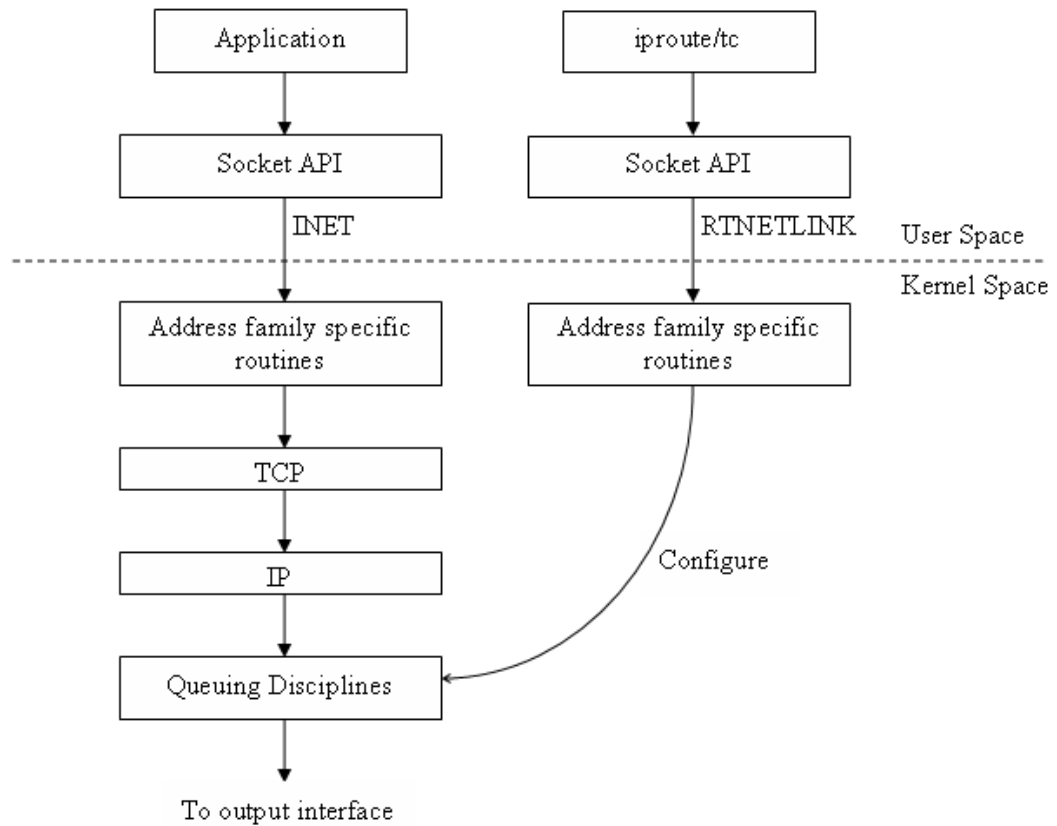 Application
iproute/tc
Socket API
Socket API
INET
RTNETLINK
User Space
Kernel Space
Address family specific
routines
Address family specific
routines
TCP
IP
Configure
Queuing Disciplines
To output interface